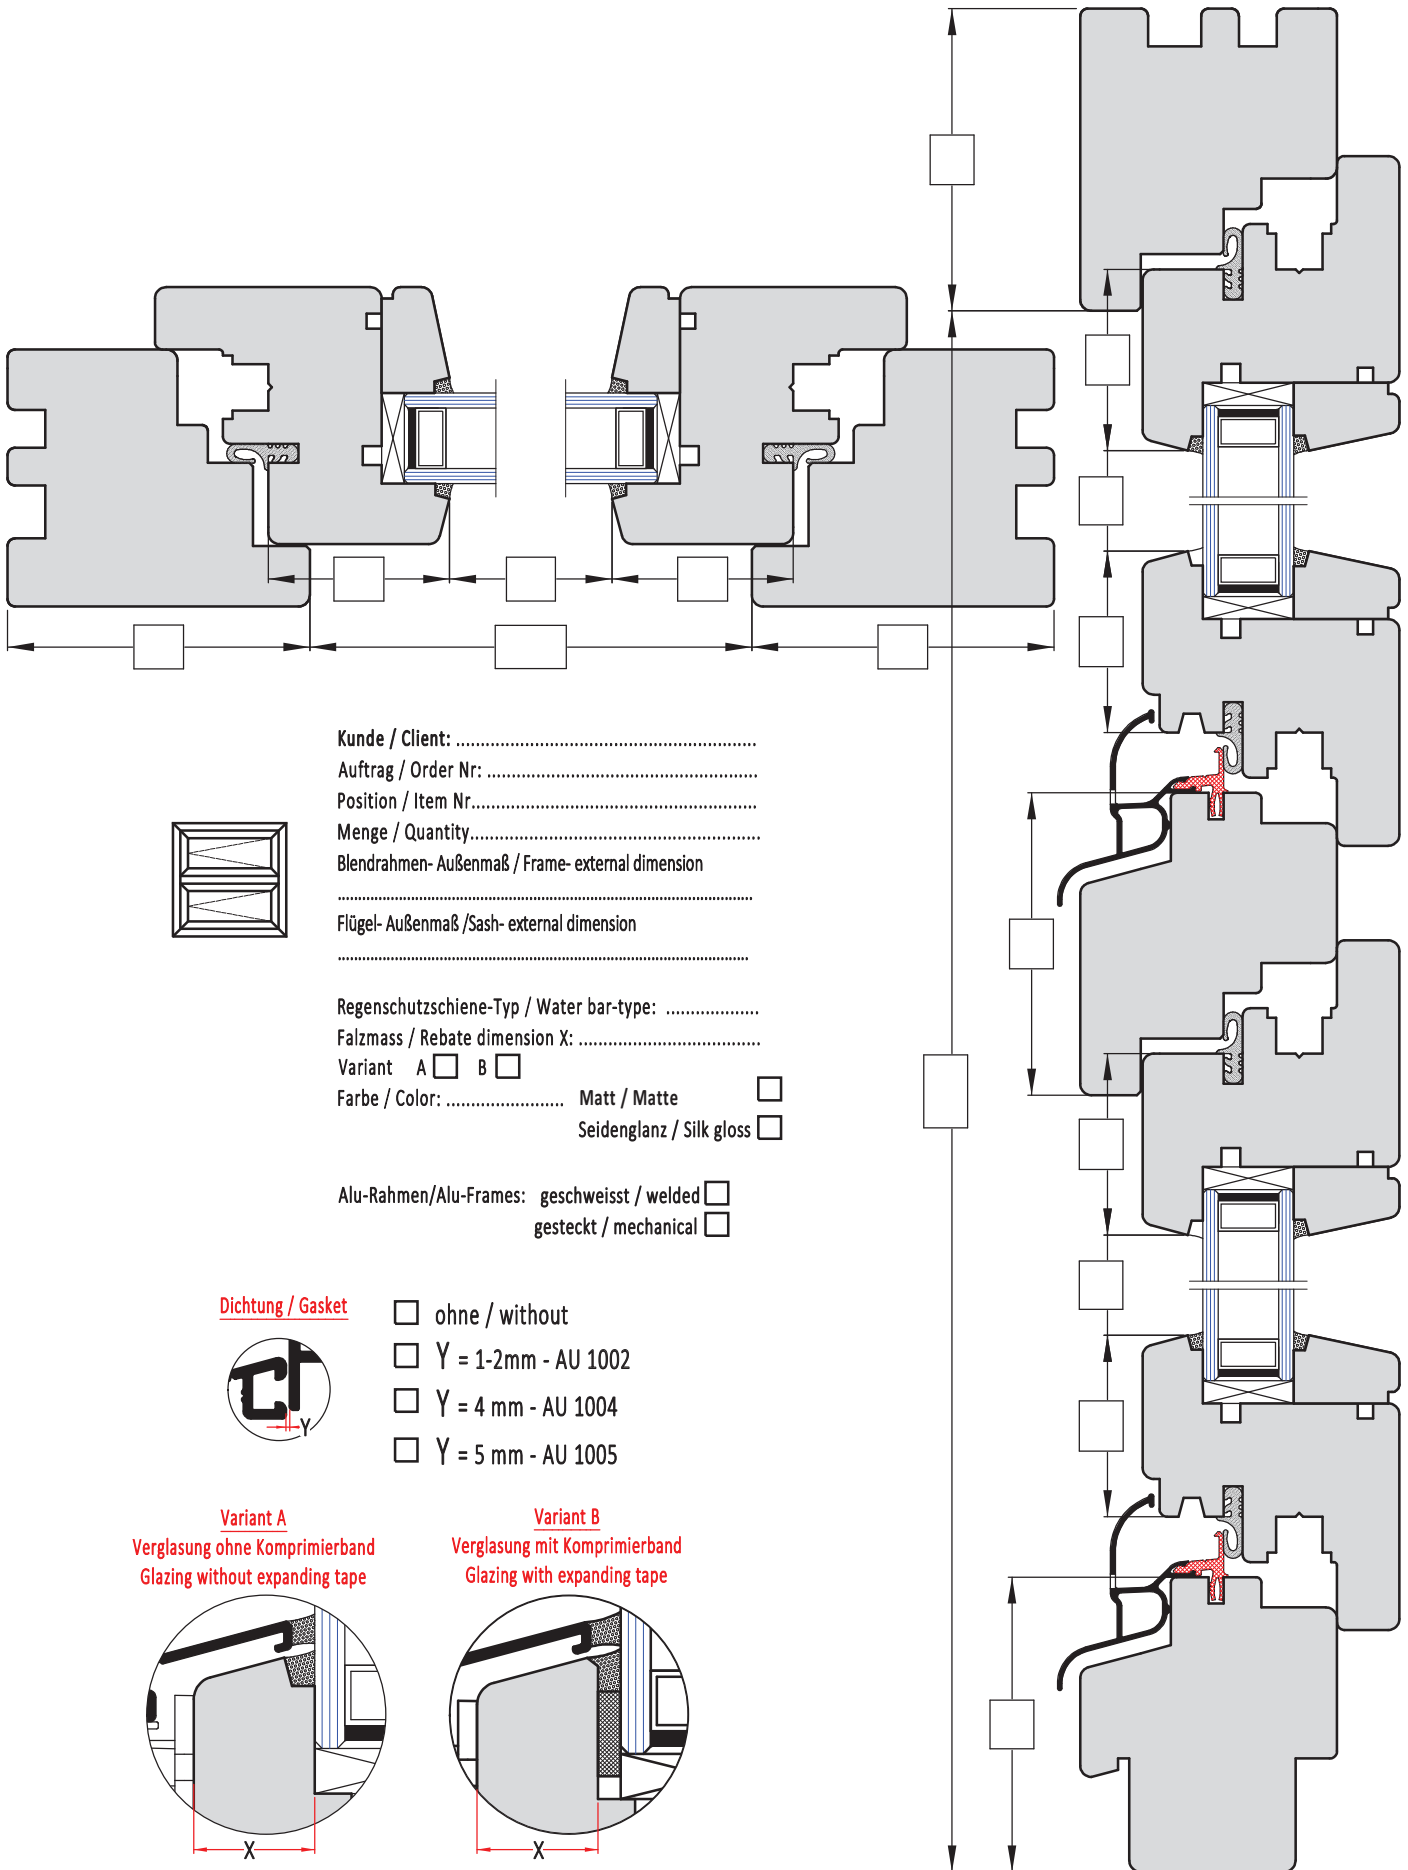 Kunde / Client: ............................................................
Auftrag / Order Nr: ......................................................
Position / Item Nr.........................................................
Menge / Quantity..........................................................
Blendrahmen- Außenmaß / Frame- external dimension
...................................................................................
Flügel- Außenmaß /Sash- external dimension
...................................................................................
Regenschutzschiene-Typ / Water bar-type: ...................
Falzmass / Rebate dimension X: .....................................
Variant A B
Farbe / Color: ........................ Matt / Matte
Seidenglanz / Silk gloss
Alu-Rahmen/Alu-Frames: geschweisst / welded
gesteckt / mechanical
Dichtung / Gasket
ohne / without
Y = 1-2mm - AU 1002
Y = 4 mm - AU 1004
Y = 5 mm - AU 1005
Y
Variant A
Verglasung ohne Komprimierband
Glazing without expanding tape
X
Variant B
Verglasung mit Komprimierband
Glazing with expanding tape
X